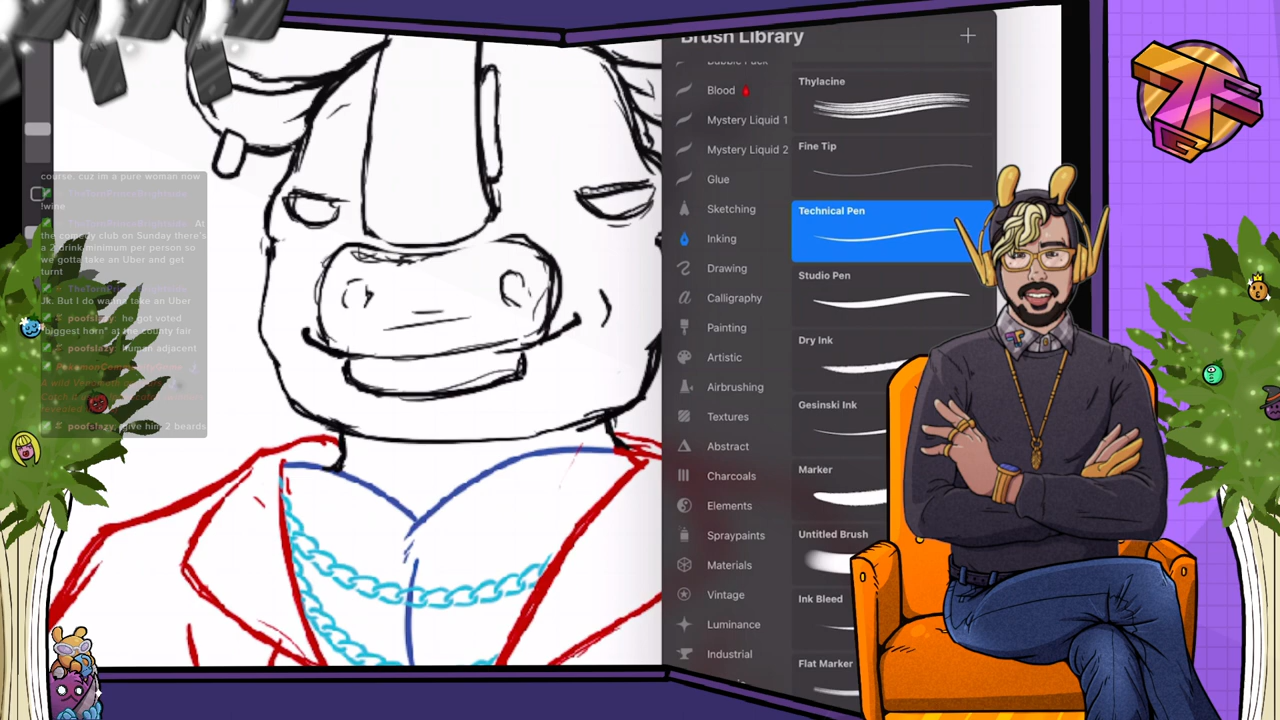 Brush Library
Blood
Mystery Liquid 1
Mystery Liquid 2
Glue
Sketching
Inking
Drawing
Calligraphy
Painting
Artistic
Airbrushing
Textures
Abstract
Charcoals
Elements
Spraypaints
Materials
Vintage
Luminance
Industrial
Thylacine
Fine Tip
Technical Pen
Studio Pen
Dry Ink
Gesinski Ink
Marker
Untitled Brush
Ink Bleed
Flat Marker
course. cuz im a pure woman now
!wine
At
the comedy club on Sunday there's
a 2 drink minimum per person so
we gotta take an Uber and get
turnt
Jk. But I do wanna take an Uber
poofslazy: he got voted
"biggest horn" at the county fair
poofslazy: human adjacent
poofslazy: give him 2 beards